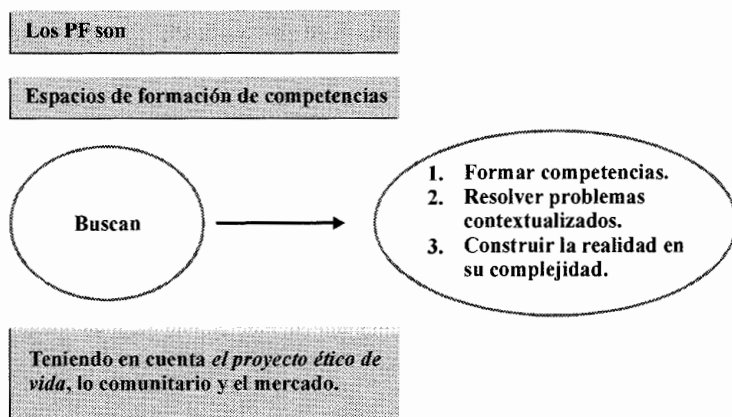 Los PF son
Espacios de formación de competencias
Buscan
1. Formar competencias.
2. Resolver problemas
contextualizados.
3. Construir la realidad en
su complejidad.
Teniendo en cuenta el proyecto ético de
vida, lo comunitario y el mercado.